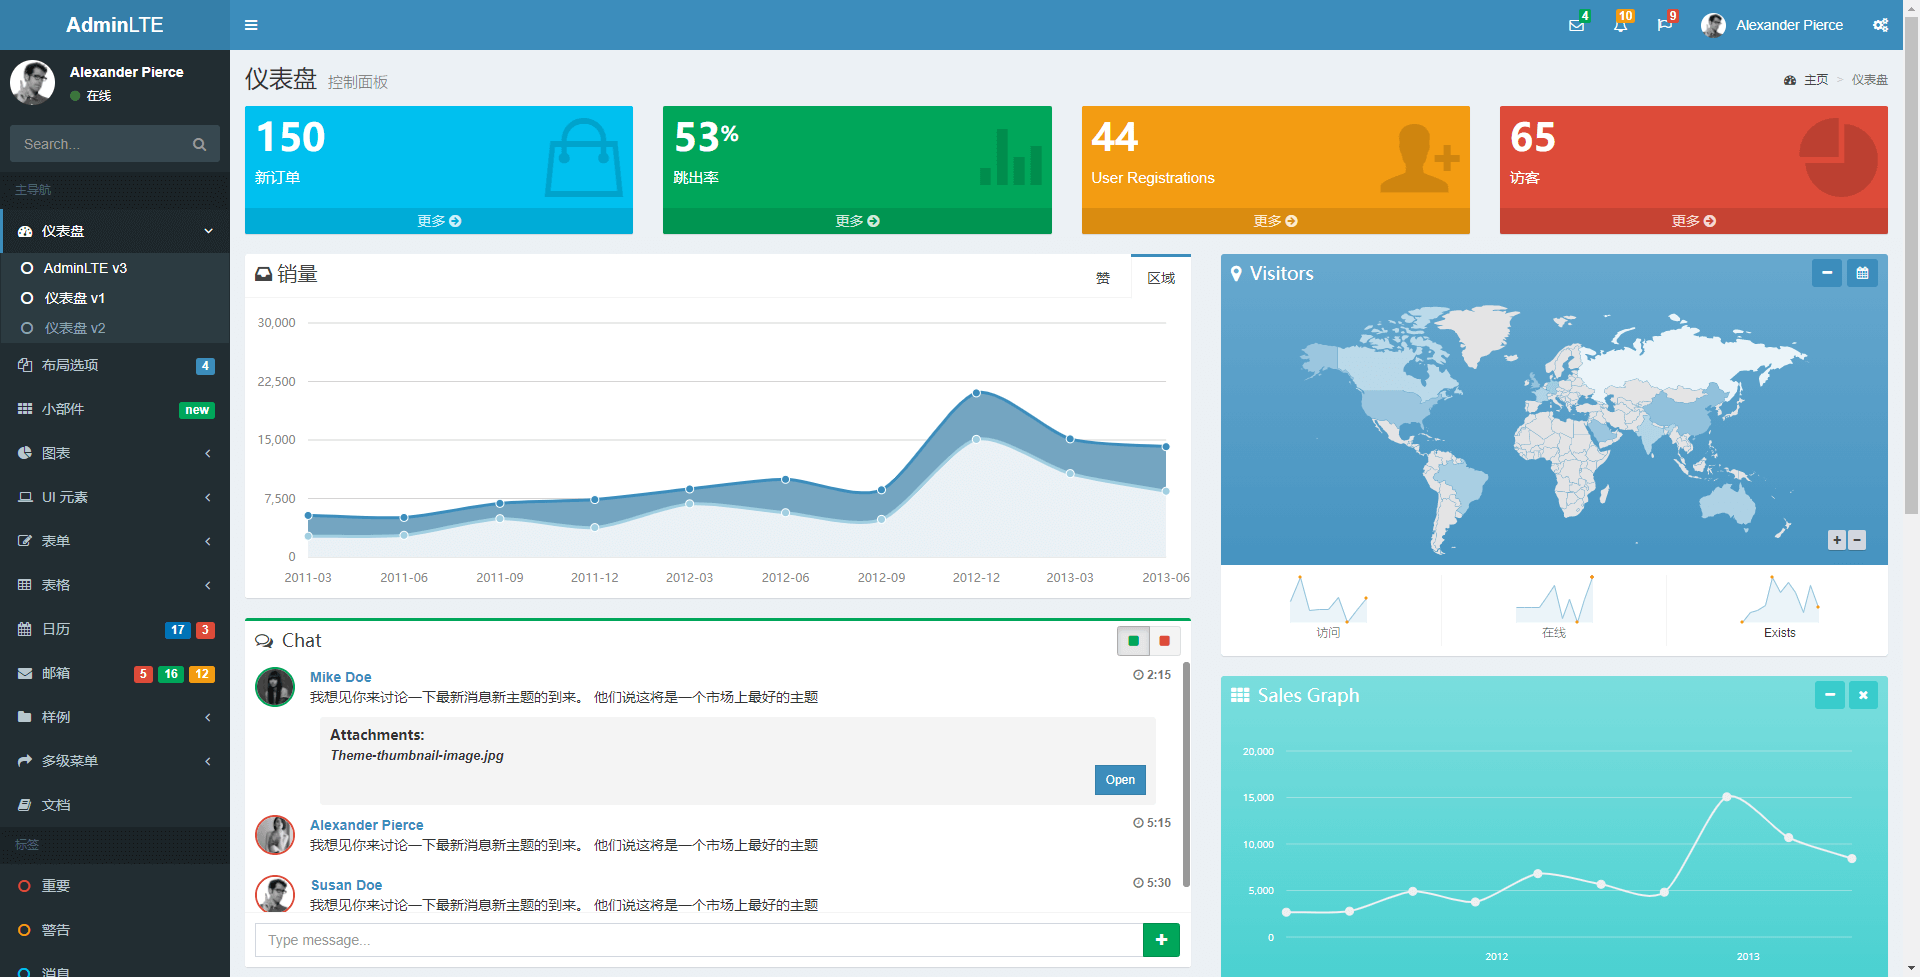 AdminLTE
4
10
9
Alexander Pierce
Alexander Pierce
在线
Search...
主导航
仪表盘
AdminLTE v3
仪表盘 v1
仪表盘 v2
布局选项 4
小部件 new
图表
UI 元素
表单
表格
日历 17 3
邮箱 5 16 12
样例
多级菜单
文档
标签
重要
警告
消息
仪表盘 控制面板
主页 > 仪表盘
150
新订单
更多
53%
跳出率
更多
44
User Registrations
更多
65
访客
更多
销量
赞
区域
30,000
22,500
15,000
7,500
0
2011-03 2011-06 2011-09 2011-12 2012-03 2012-06 2012-09 2012-12 2013-03 2013-06
Chat
Mike Doe 2:15
我想见你来讨论一下最新消息新主题的到来。 他们说这将是一个市场上最好的主题
Attachments:
Theme-thumbnail-image.jpg
Open
Alexander Pierce 5:15
我想见你来讨论一下最新消息新主题的到来。 他们说这将是一个市场上最好的主题
Susan Doe 5:30
我想见你来讨论一下最新消息新主题的到来。 他们说这将是一个市场上最好的主题
Type message...
+
Visitors
+ −
访问
在线
Exists
Sales Graph
20,000
15,000
10,000
5,000
0
2012 2013